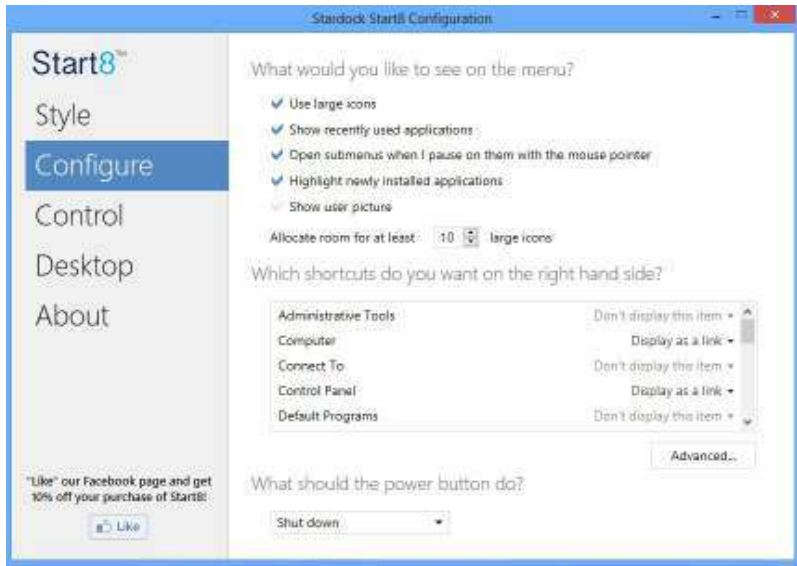 Stardock Start8 Configuration
Start8™
Style
Configure
Control
Desktop
About
"Like" our Facebook page and get
10% off your purchase of Start8!
Like
What would you like to see on the menu?
Use large icons
Show recently used applications
Open submenus when I pause on them with the mouse pointer
Highlight newly installed applications
Show user picture
Allocate room for at least 10 large icons
Which shortcuts do you want on the right hand side?
Administrative Tools Don't display this item
Computer Display as a link
Connect To Don't display this item
Control Panel Display as a link
Default Programs Don't display this item
Advanced...
What should the power button do?
Shut down